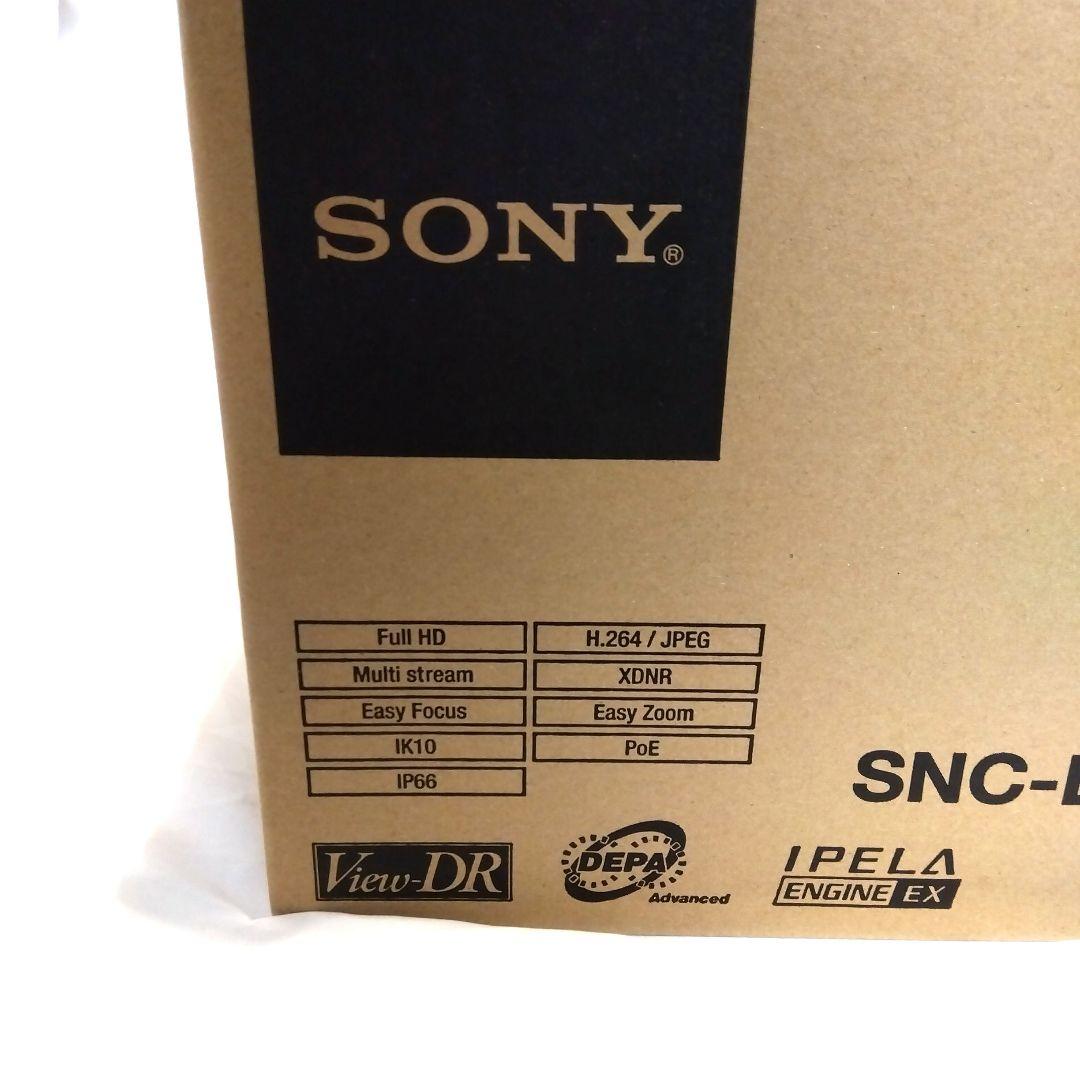 SONY®
Full HD
H.264 / JPEG
Multi stream
XDNR
Easy Focus
Easy Zoom
IK10
PoE
IP66
SNC-
View-DR
DEPA
Advanced
IPELA
ENGINE EX